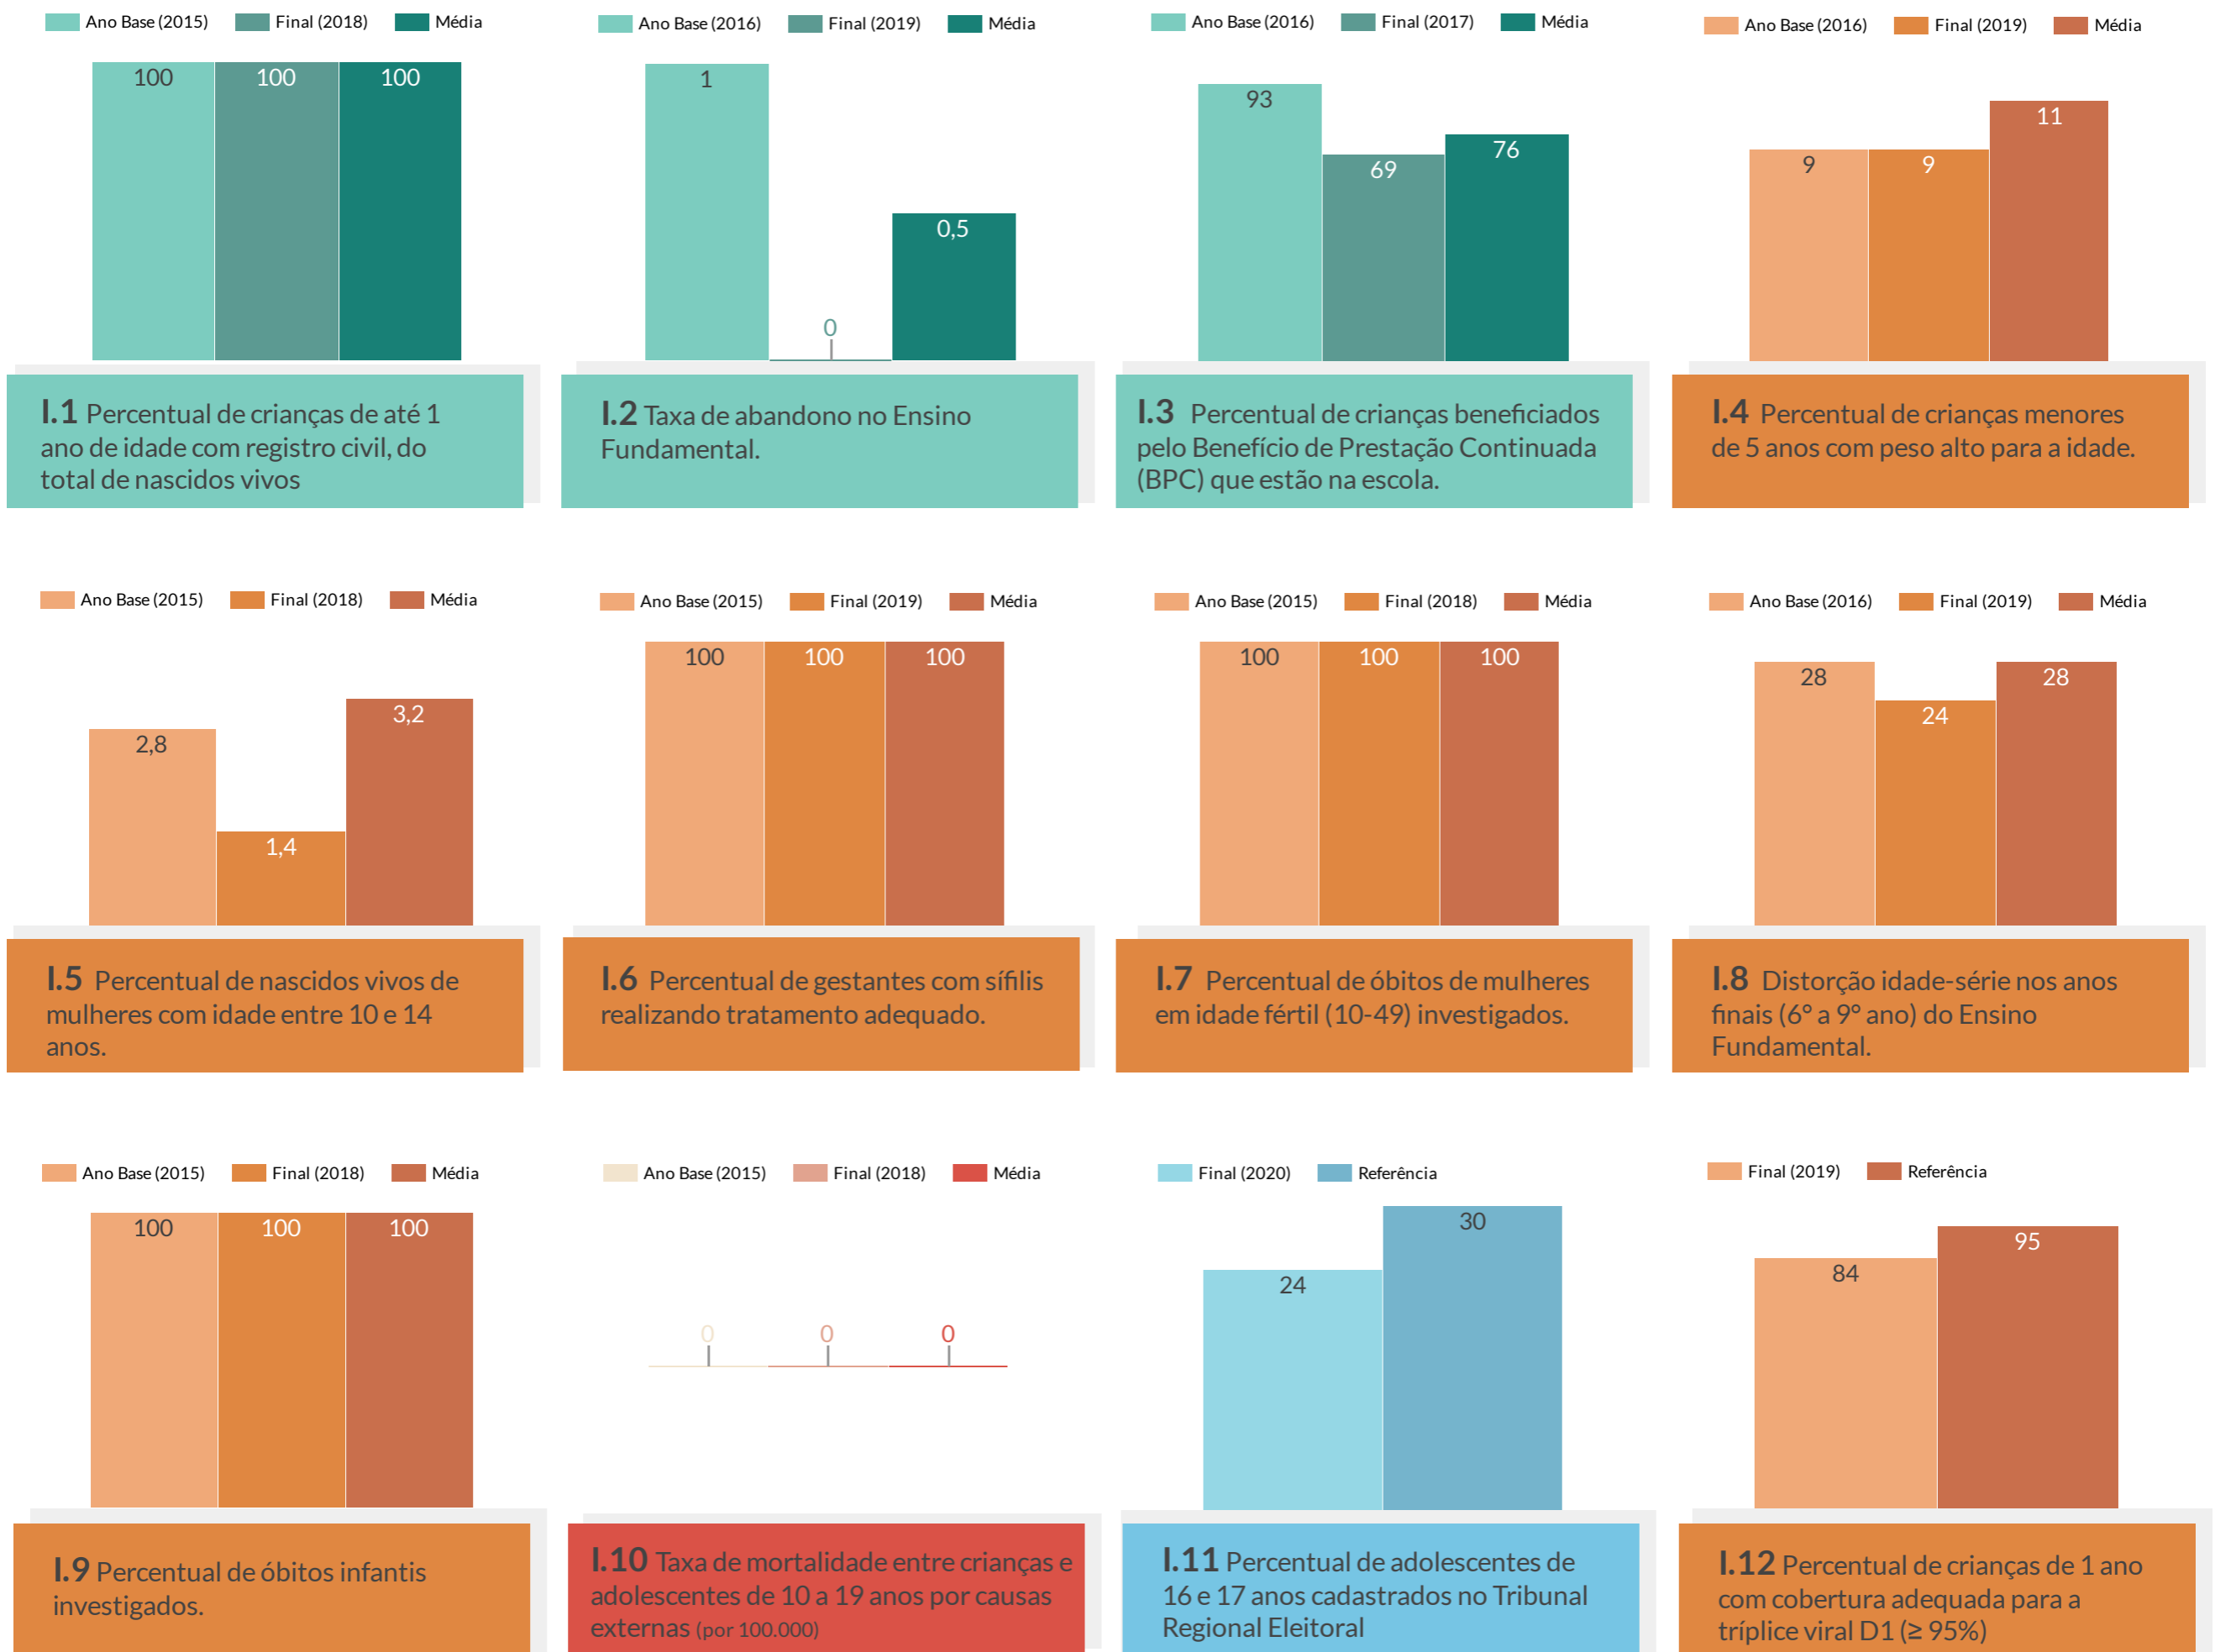 Ano Base (2015) Final (2018) Média
100 100 100
I.1 Percentual de crianças de até 1
ano de idade com registro civil, do
total de nascidos vivos
Ano Base (2016) Final (2019) Média
1
0
0,5
I.2 Taxa de abandono no Ensino
Fundamental.
Ano Base (2016) Final (2017) Média
93
69
76
I.3 Percentual de crianças beneficiados
pelo Benefício de Prestação Continuada
(BPC) que estão na escola.
Ano Base (2016) Final (2019) Média
9
9
11
I.4 Percentual de crianças menores
de 5 anos com peso alto para a idade.
Ano Base (2015) Final (2018) Média
2,8
1,4
3,2
I.5 Percentual de nascidos vivos de
mulheres com idade entre 10 e 14
anos.
Ano Base (2015) Final (2019) Média
100 100 100
I.6 Percentual de gestantes com sífilis
realizando tratamento adequado.
Ano Base (2015) Final (2018) Média
100 100 100
I.7 Percentual de óbitos de mulheres
em idade fértil (10-49) investigados.
Ano Base (2016) Final (2019) Média
28
24
28
I.8 Distorção idade-série nos anos
finais (6° a 9° ano) do Ensino
Fundamental.
Ano Base (2015) Final (2018) Média
100 100 100
I.9 Percentual de óbitos infantis
investigados.
Ano Base (2015) Final (2018) Média
0 0 0
I.10 Taxa de mortalidade entre crianças e
adolescentes de 10 a 19 anos por causas
externas (por 100.000)
Final (2020) Referência
24
30
I.11 Percentual de adolescentes de
16 e 17 anos cadastrados no Tribunal
Regional Eleitoral
Final (2019) Referência
84
95
I.12 Percentual de crianças de 1 ano
com cobertura adequada para a
tríplice viral D1 (≥ 95%)